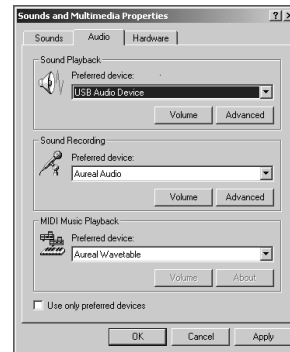 Sounds and Multimedia Properties
Sounds Audio Hardware
Sound Playback
Preferred device:
USB Audio Device
Volume Advanced
Sound Recording
Preferred device:
Aureal Audio
Volume Advanced
MIDI Music Playback
Preferred device:
Aureal Wavetable
Volume About
Use only preferred devices
OK Cancel Apply